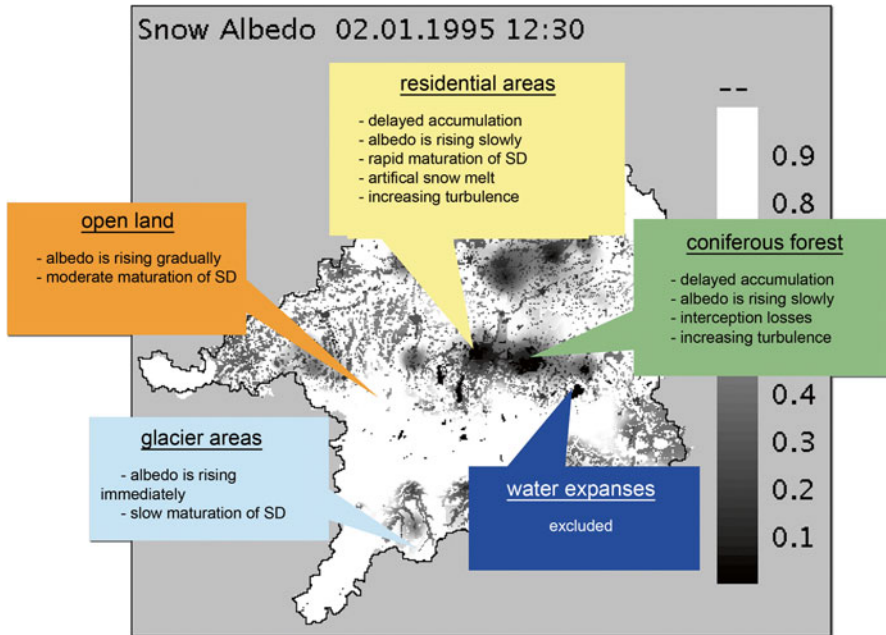 Snow Albedo 02.01.1995 12:30
residential areas
- delayed accumulation
- albedo is rising slowly
- rapid maturation of SD
- artifical snow melt
- increasing turbulence
open land
- albedo is rising gradually
- moderate maturation of SD
coniferous forest
- delayed accumulation
- albedo is rising slowly
- interception losses
- increasing turbulence
glacier areas
- albedo is rising
immediately
- slow maturation of SD
water expanses
excluded
--
0.9
0.8
0.4
0.3
0.2
0.1